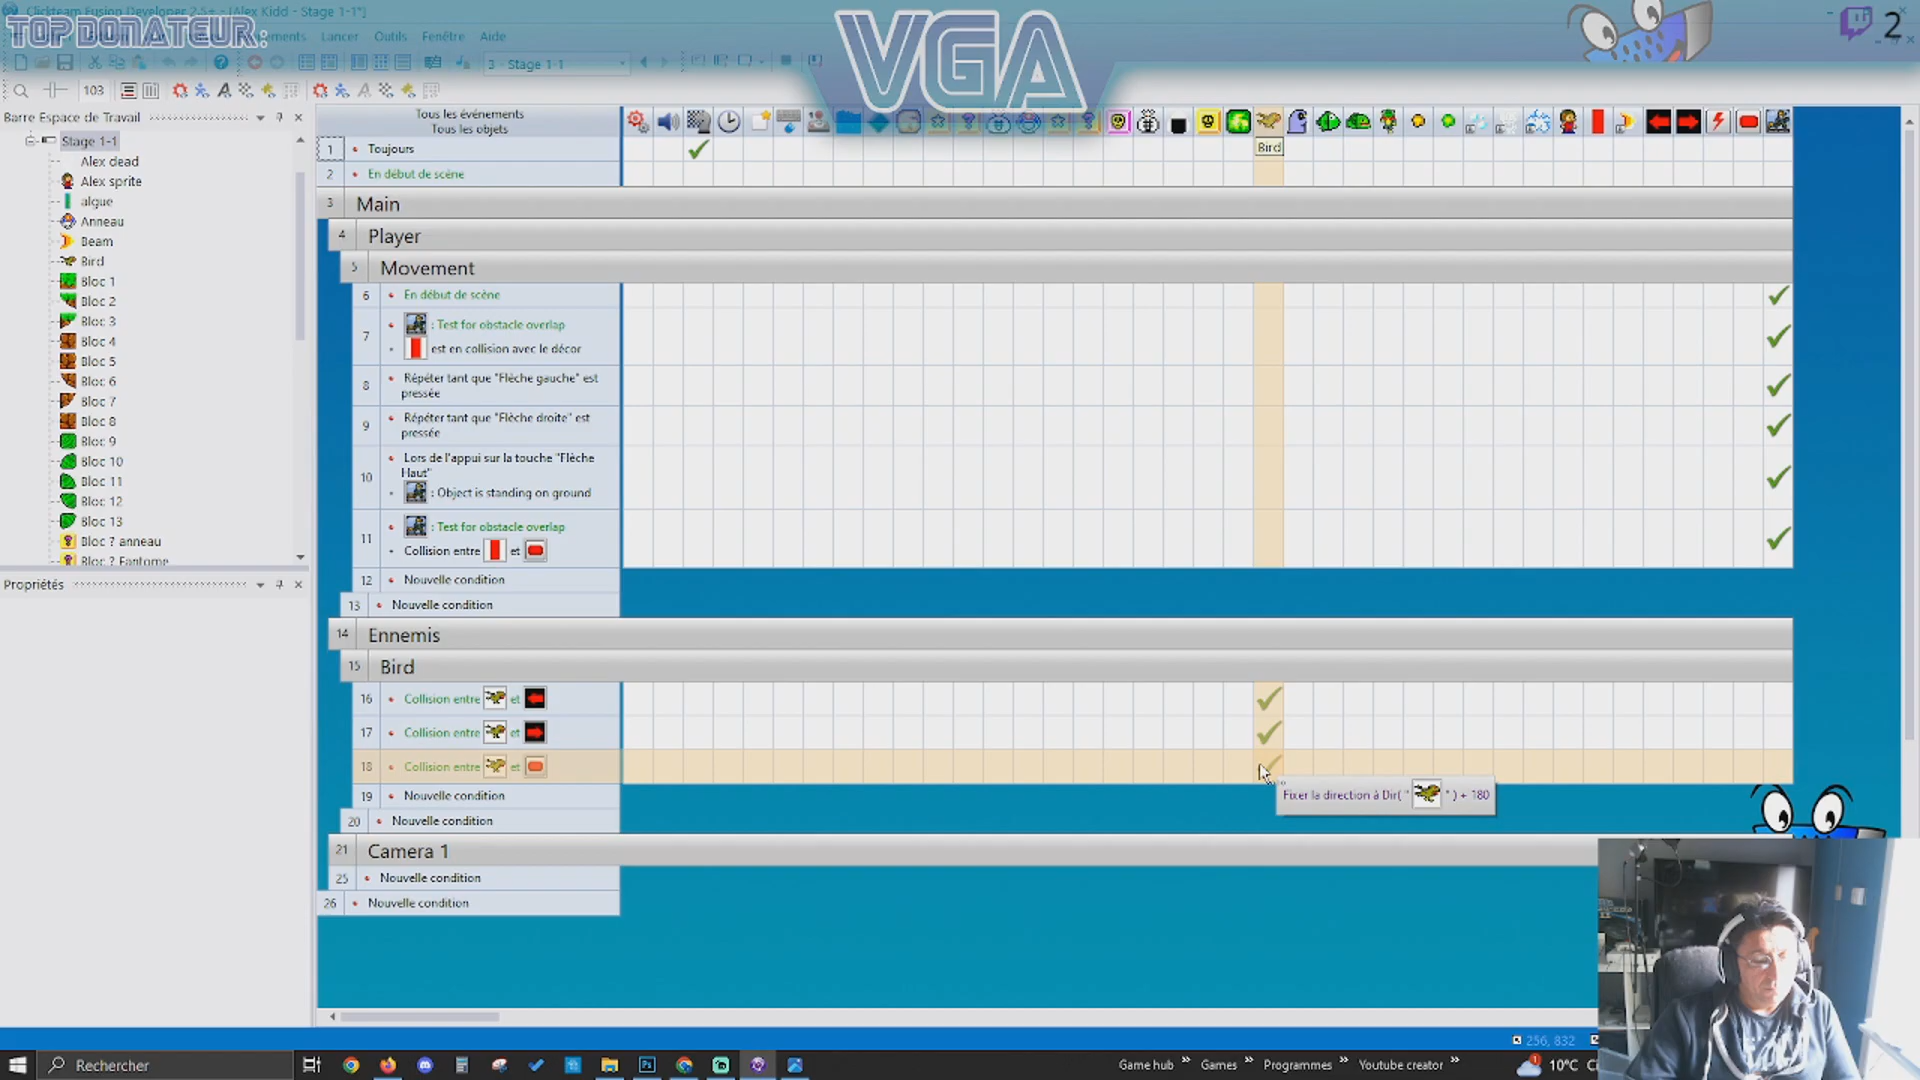 Clickteam Fusion Developer 2.5+ - [Alex Kidd - Stage 1-1*]
TOP DONATEUR:
VGA
2
Lancer Outils Fenêtre Aide
3 - Stage 1-1
103
Barre Espace de Travail
Stage 1-1
Alex dead
Alex sprite
algue
Anneau
Beam
Bird
Bloc 1
Bloc 2
Bloc 3
Bloc 4
Bloc 5
Bloc 6
Bloc 7
Bloc 8
Bloc 9
Bloc 10
Bloc 11
Bloc 12
Bloc 13
Bloc ? anneau
Bloc ? Fantome
Propriétés
Tous les événements
Tous les objets
Bird
1 Toujours
2 En début de scène
3 Main
4 Player
5 Movement
6 En début de scène
7 : Test for obstacle overlap
est en collision avec le décor
8 Répéter tant que "Flèche gauche" est
pressée
9 Répéter tant que "Flèche droite" est
pressée
10 Lors de l'appui sur la touche "Flèche
Haut"
: Object is standing on ground
11 : Test for obstacle overlap
Collision entre et
12 Nouvelle condition
13 Nouvelle condition
14 Ennemis
15 Bird
16 Collision entre et
17 Collision entre et
18 Collision entre et
Fixer la direction à Dir( " " ) + 180
19 Nouvelle condition
20 Nouvelle condition
21 Camera 1
25 Nouvelle condition
26 Nouvelle condition
256, 832
Rechercher
Game hub
Games
Programmes
Youtube creator
10°C